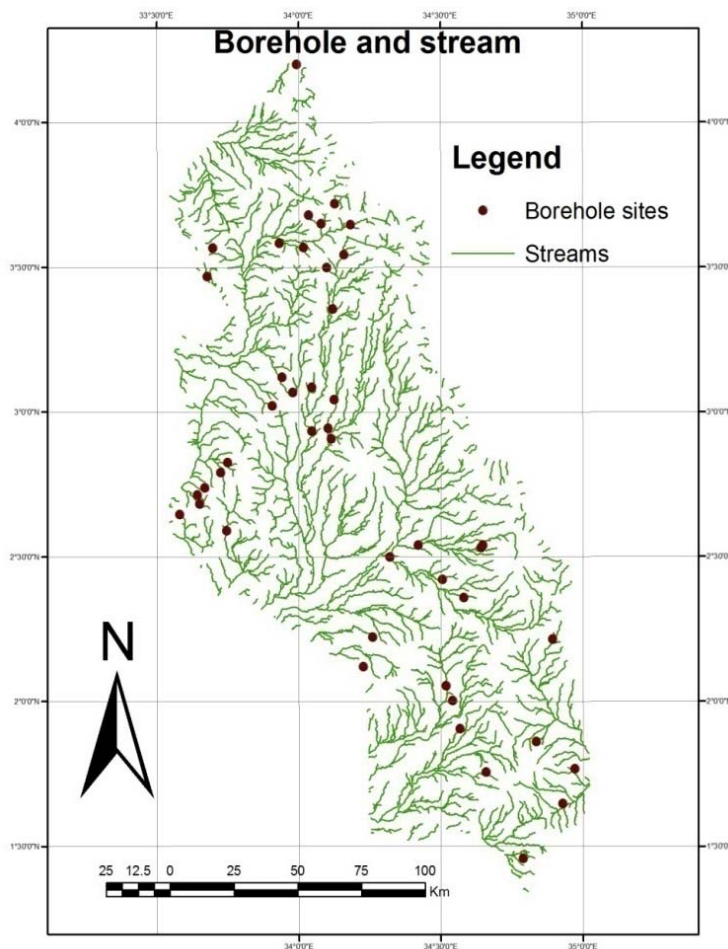 33°30'0"E 34°0'0"E 34°30'0"E 35°0'0"E
Borehole and stream
4°0'0"N 4°0'0"N
Legend
Borehole sites
Streams
3°30'0"N 3°30'0"N
3°0'0"N 3°0'0"N
2°30'0"N 2°30'0"N
N
2°0'0"N 2°0'0"N
1°30'0"N 1°30'0"N
25 12.5 0 25 50 75 100
Km
34°0'0"E 34°30'0"E 35°0'0"E